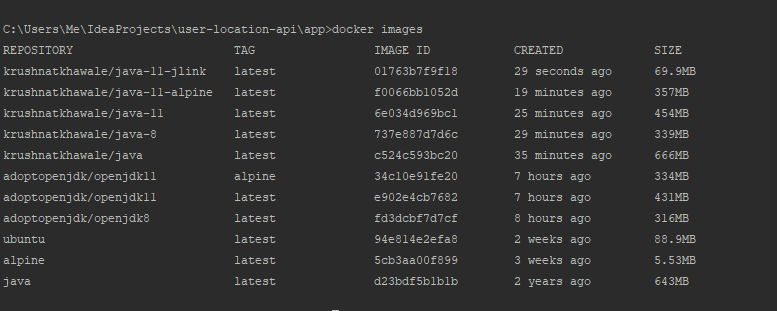 C:\Users\Me\IdeaProjects\user-location-api\app>docker images
REPOSITORY TAG IMAGE ID CREATED SIZE
krushnatkhawale/java-11-jlink latest 01763b7f9f18 29 seconds ago 69.9MB
krushnatkhawale/java-11-alpine latest f0066bb1052d 19 minutes ago 357MB
krushnatkhawale/java-11 latest 6e034d969bc1 25 minutes ago 454MB
krushnatkhawale/java-8 latest 737e887d7d6c 29 minutes ago 339MB
krushnatkhawale/java latest c524c593bc20 35 minutes ago 666MB
adoptopenjdk/openjdk11 alpine 34c10e91fe20 7 hours ago 334MB
adoptopenjdk/openjdk11 latest e902e4cb7682 7 hours ago 431MB
adoptopenjdk/openjdk8 latest fd3dcbf7d7cf 8 hours ago 316MB
ubuntu latest 94e814e2efa8 2 weeks ago 88.9MB
alpine latest 5cb3aa00f899 3 weeks ago 5.53MB
java latest d23bdf5b1b1b 2 years ago 643MB